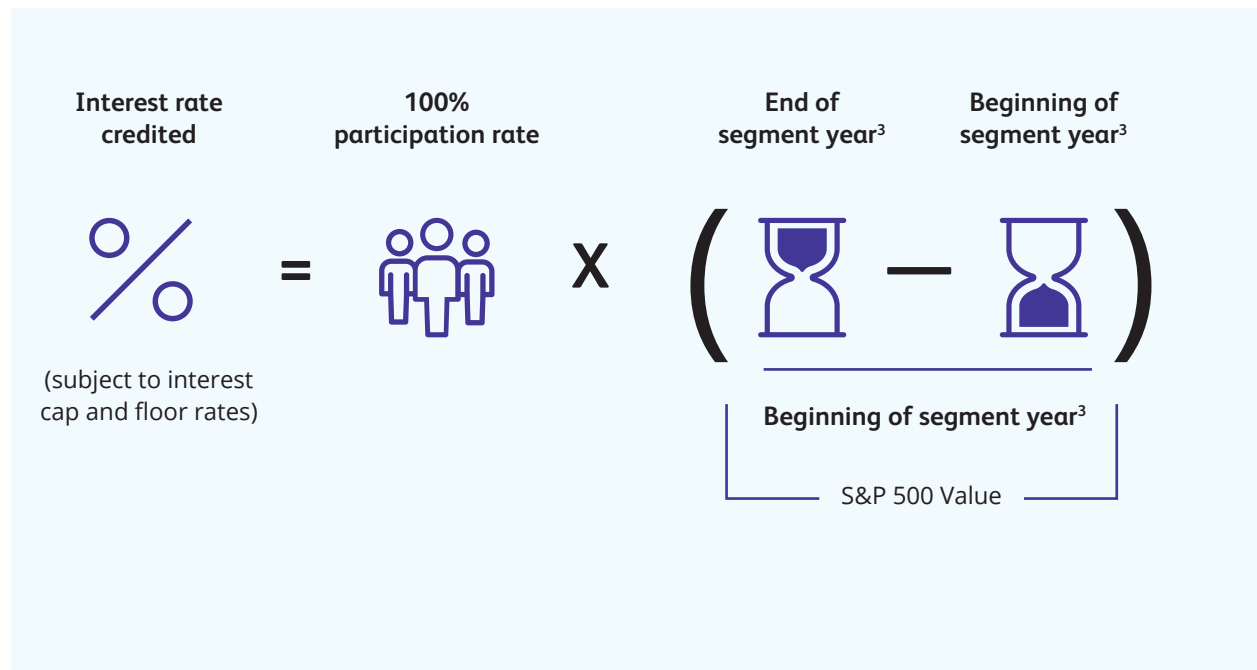 Interest rate
credited
100%
participation rate
End of
segment year³
Beginning of
segment year³
=
X
(
—
)
(subject to interest
cap and floor rates)
Beginning of segment year³
S&P 500 Value